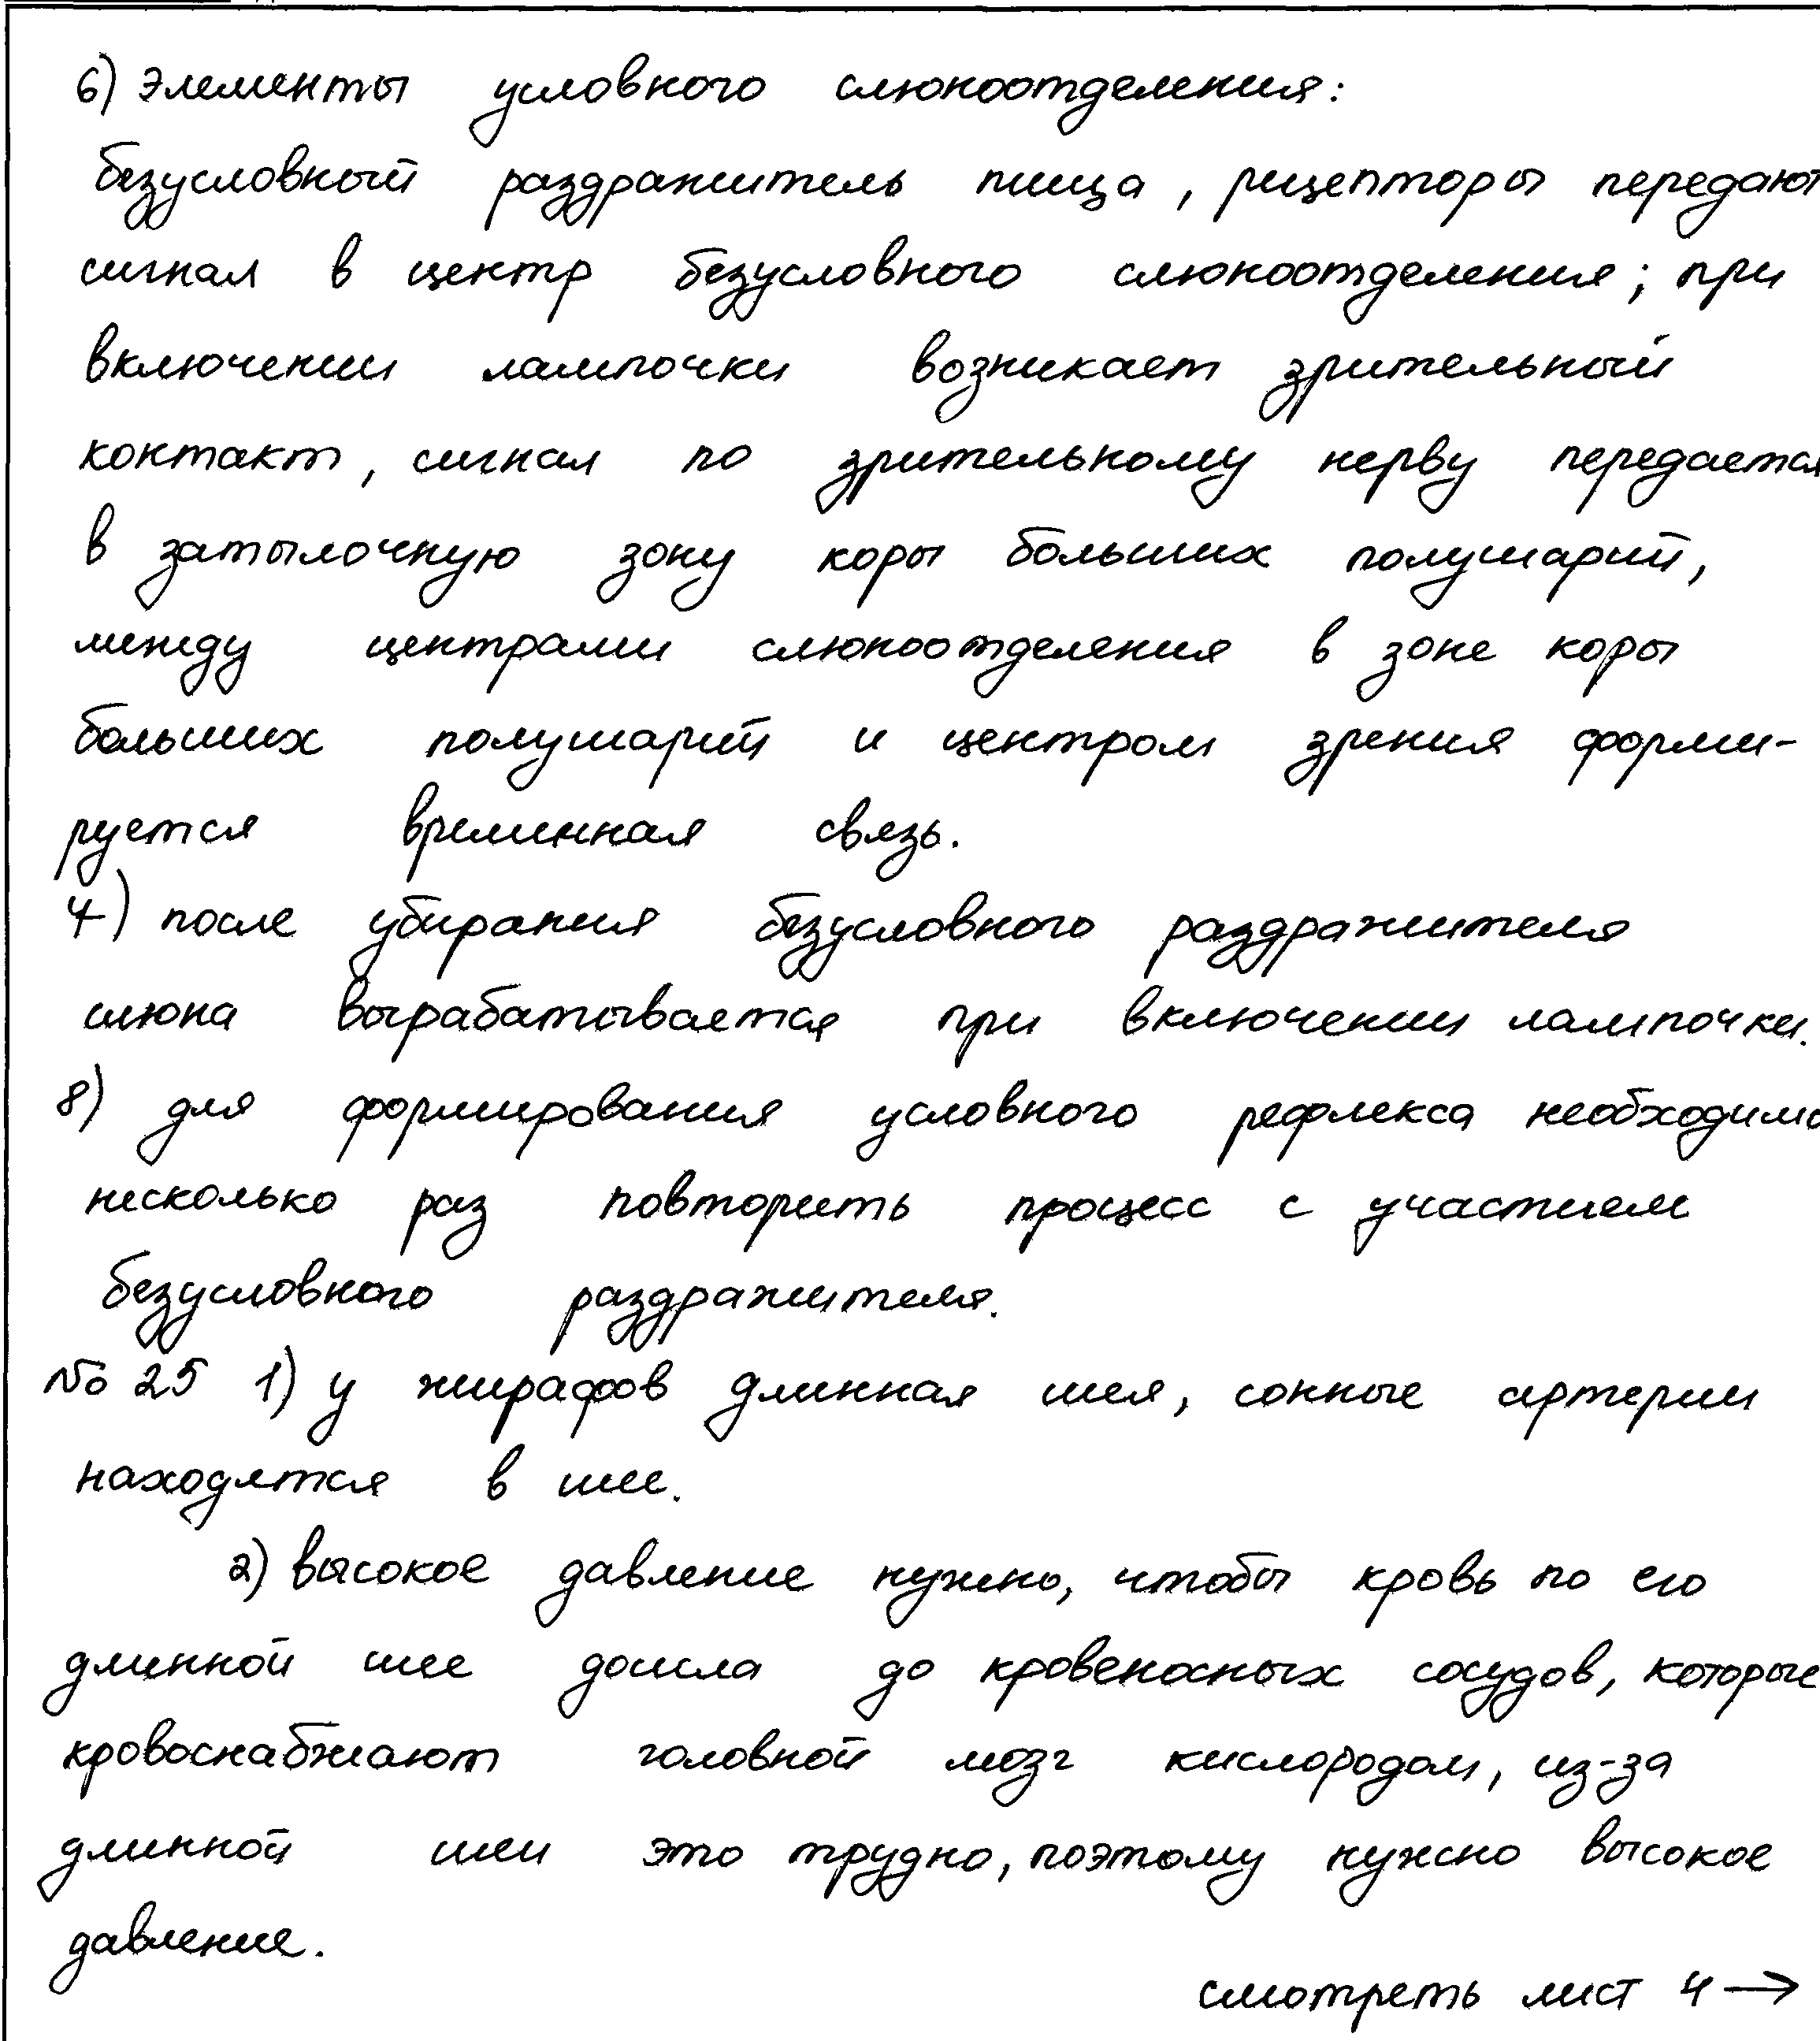 6) Элементы условного слюноотделения:
безусловный раздражитель пища, рицепторы передают
сигнал в центр безусловного слюноотделения; при
включении лампочки возникает зрительный
контакт, сигнал по зрительному нерву передается
в затылочную зону коры больших полушарий,
между центрами слюноотделения в зоне коры
больших полушарий и центром зрения форми-
руется временная связь.
7) после убирания безусловного раздражителя
слюна вырабатывается при включении лампочки.
8) для формирования условного рефлекса необходимо
несколько раз повторить процесс с участием
безусловного раздражителя.
№ 25 1) у жирафов длинная шея, сонные артерии
находятся в шее.
2) высокое давление нужно, чтобы кровь по его
длинной шее дошла до кровеносных сосудов, которые
кровоснабжают головной мозг кислородом, из-за
длинной шеи это трудно, поэтому нужно высокое
давление.
смотреть лист 4 →